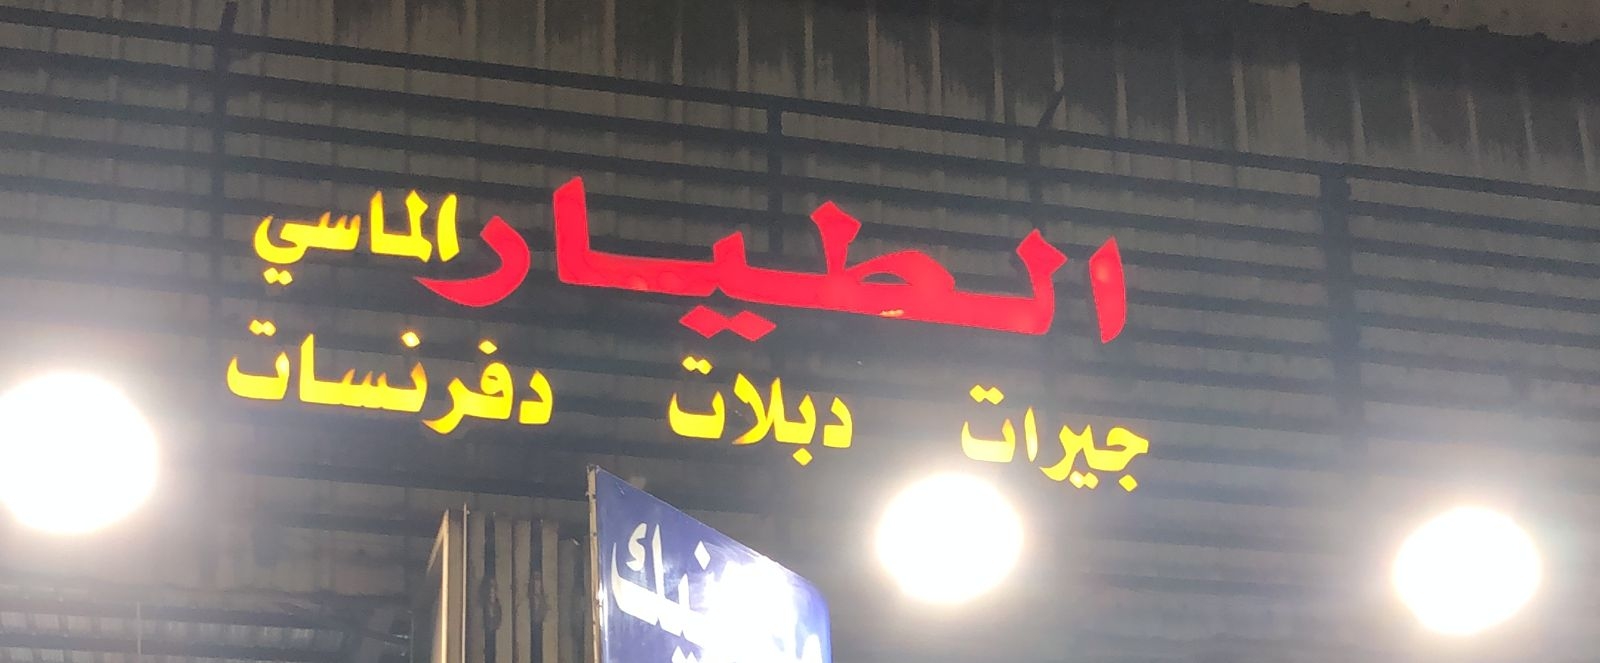 الطيار الماسي
جيرات دبلات دفرنسات